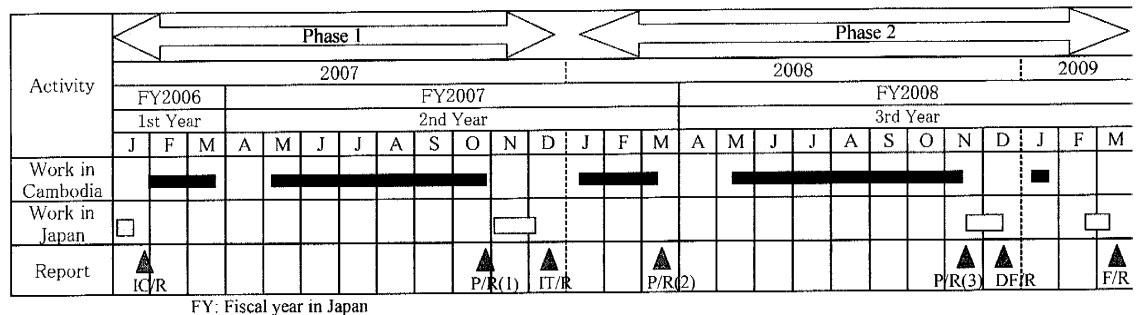 Phase 1 Phase 2
Activity
2007 2008 2009
FY2006 FY2007 FY2008
1st Year 2nd Year 3rd Year
J F M A M J J A S O N D J F M A M J J A S O N D J F M
Work in
Cambodia
Work in
Japan
Report
IC/R P/R(1) IT/R P/R(2) P/R(3) DF/R F/R
FY: Fiscal year in Japan